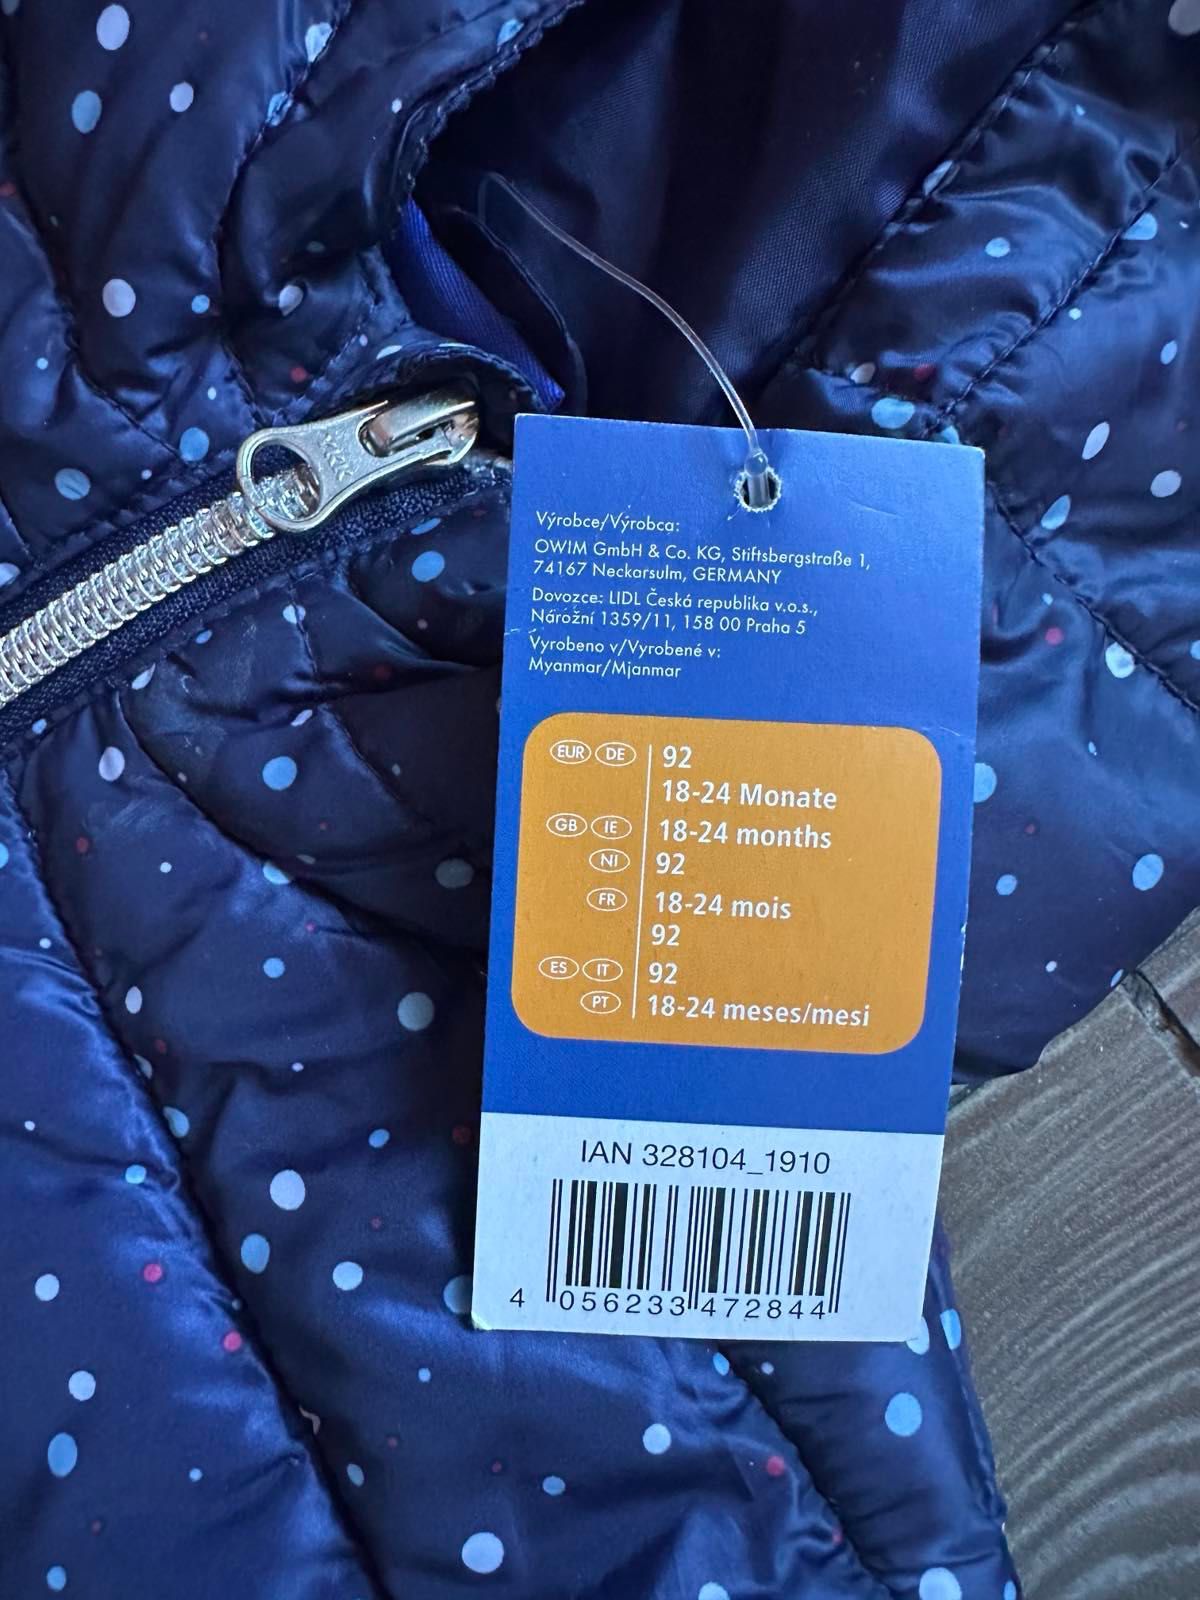 YKK
Výrobce/Výrobca:
OWIM GmbH & Co. KG, Stiftsbergstraße 1,
74167 Neckarsulm, GERMANY
Dovozce: LIDL Česká republika v.o.s.,
Nárožní 1359/11, 158 00 Praha 5
Vyrobeno v/Vyrobené v:
Myanmar/Mjanmar
EUR DE 92
18-24 Monate
GB IE 18-24 months
NI 92
FR 18-24 mois
92
ES IT 92
PT 18-24 meses/mesi
IAN 328104_1910
4 056233 472844